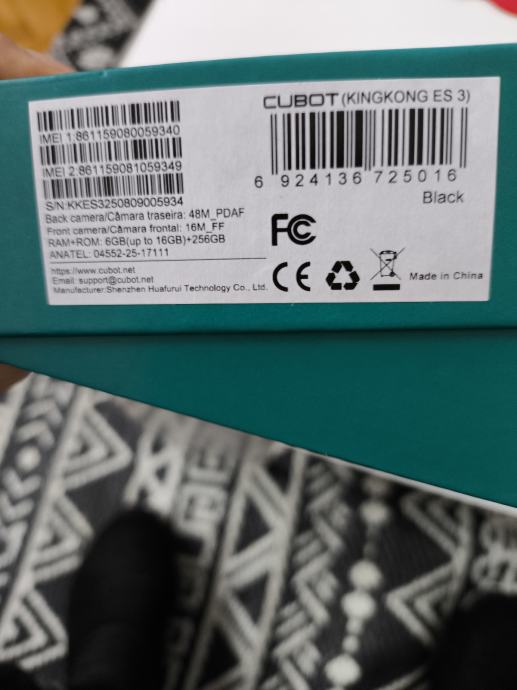 CUBOT (KINGKONG ES 3)
IMEI 1:861159080059340
IMEI 2:861159081059349
S/N:KKES3250809005934
Back camera/Câmara traseira: 48M_PDAF
Front camera/Câmara frontal: 16M_FF
RAM+ROM: 6GB(up to 16GB)+256GB
ANATEL: 04552-25-17111
https://www.cubot.net
Email: support@cubot.net
Manufacturer:Shenzhen Huafurui Technology Co., Ltd.
6 924136 725016
Black
FC
CE
Made in China